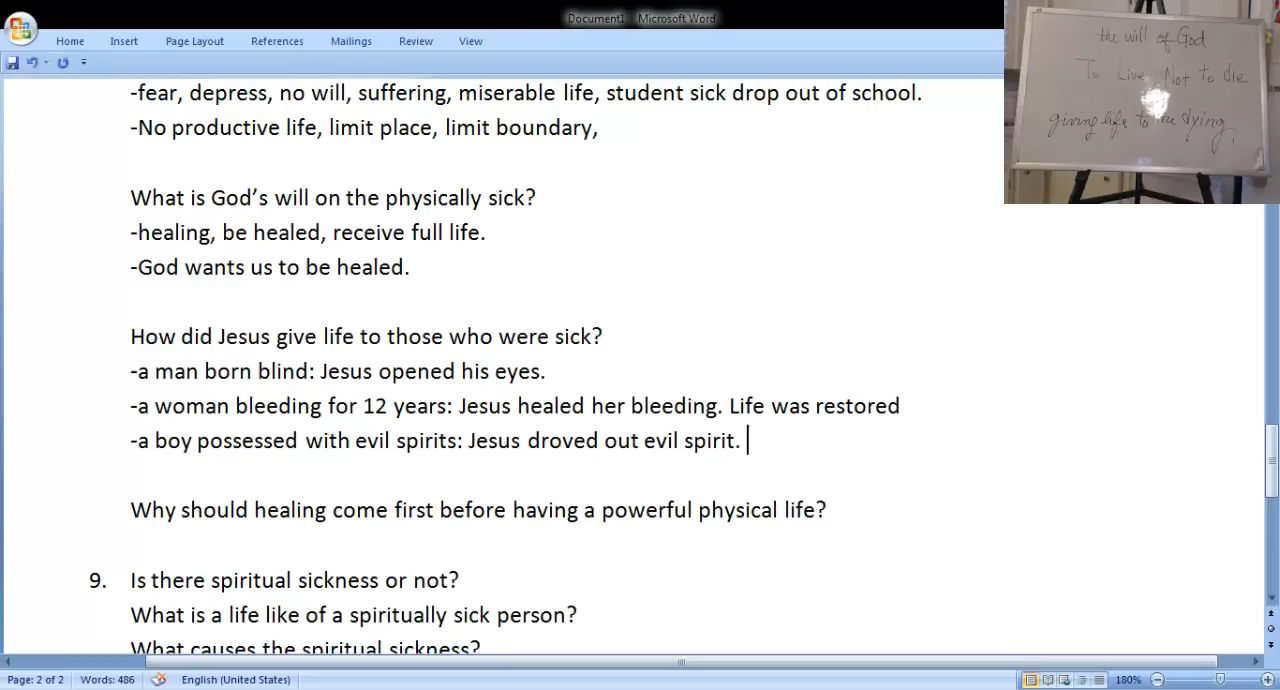 Document1 - Microsoft Word
Home Insert Page Layout References Mailings Review View
-fear, depress, no will, suffering, miserable life, student sick drop out of school.
-No productive life, limit place, limit boundary,
What is God's will on the physically sick?
-healing, be healed, receive full life.
-God wants us to be healed.
How did Jesus give life to those who were sick?
-a man born blind: Jesus opened his eyes.
-a woman bleeding for 12 years: Jesus healed her bleeding. Life was restored
-a boy possessed with evil spirits: Jesus droved out evil spirit.
Why should healing come first before having a powerful physical life?
9. Is there spiritual sickness or not?
What is a life like of a spiritually sick person?
What causes the spiritual sickness?
Page: 2 of 2 Words: 486 English (United States) 180%
the will of God.
To Live Not to die
giving life to the dying,